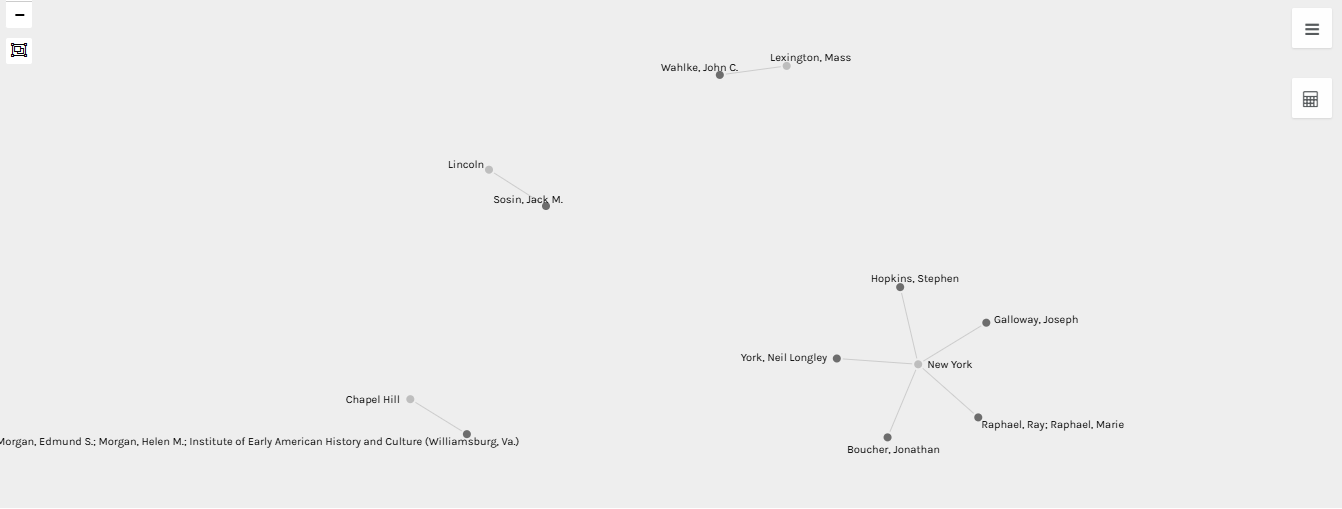 Lexington, Mass
Wahlke, John C.
Lincoln
Sosin, Jack M.
Hopkins, Stephen
Galloway, Joseph
York, Neil Longley
New York
Chapel Hill
Raphael, Ray; Raphael, Marie
Morgan, Edmund S.; Morgan, Helen M.; Institute of Early American History and Culture (Williamsburg, Va.)
Boucher, Jonathan